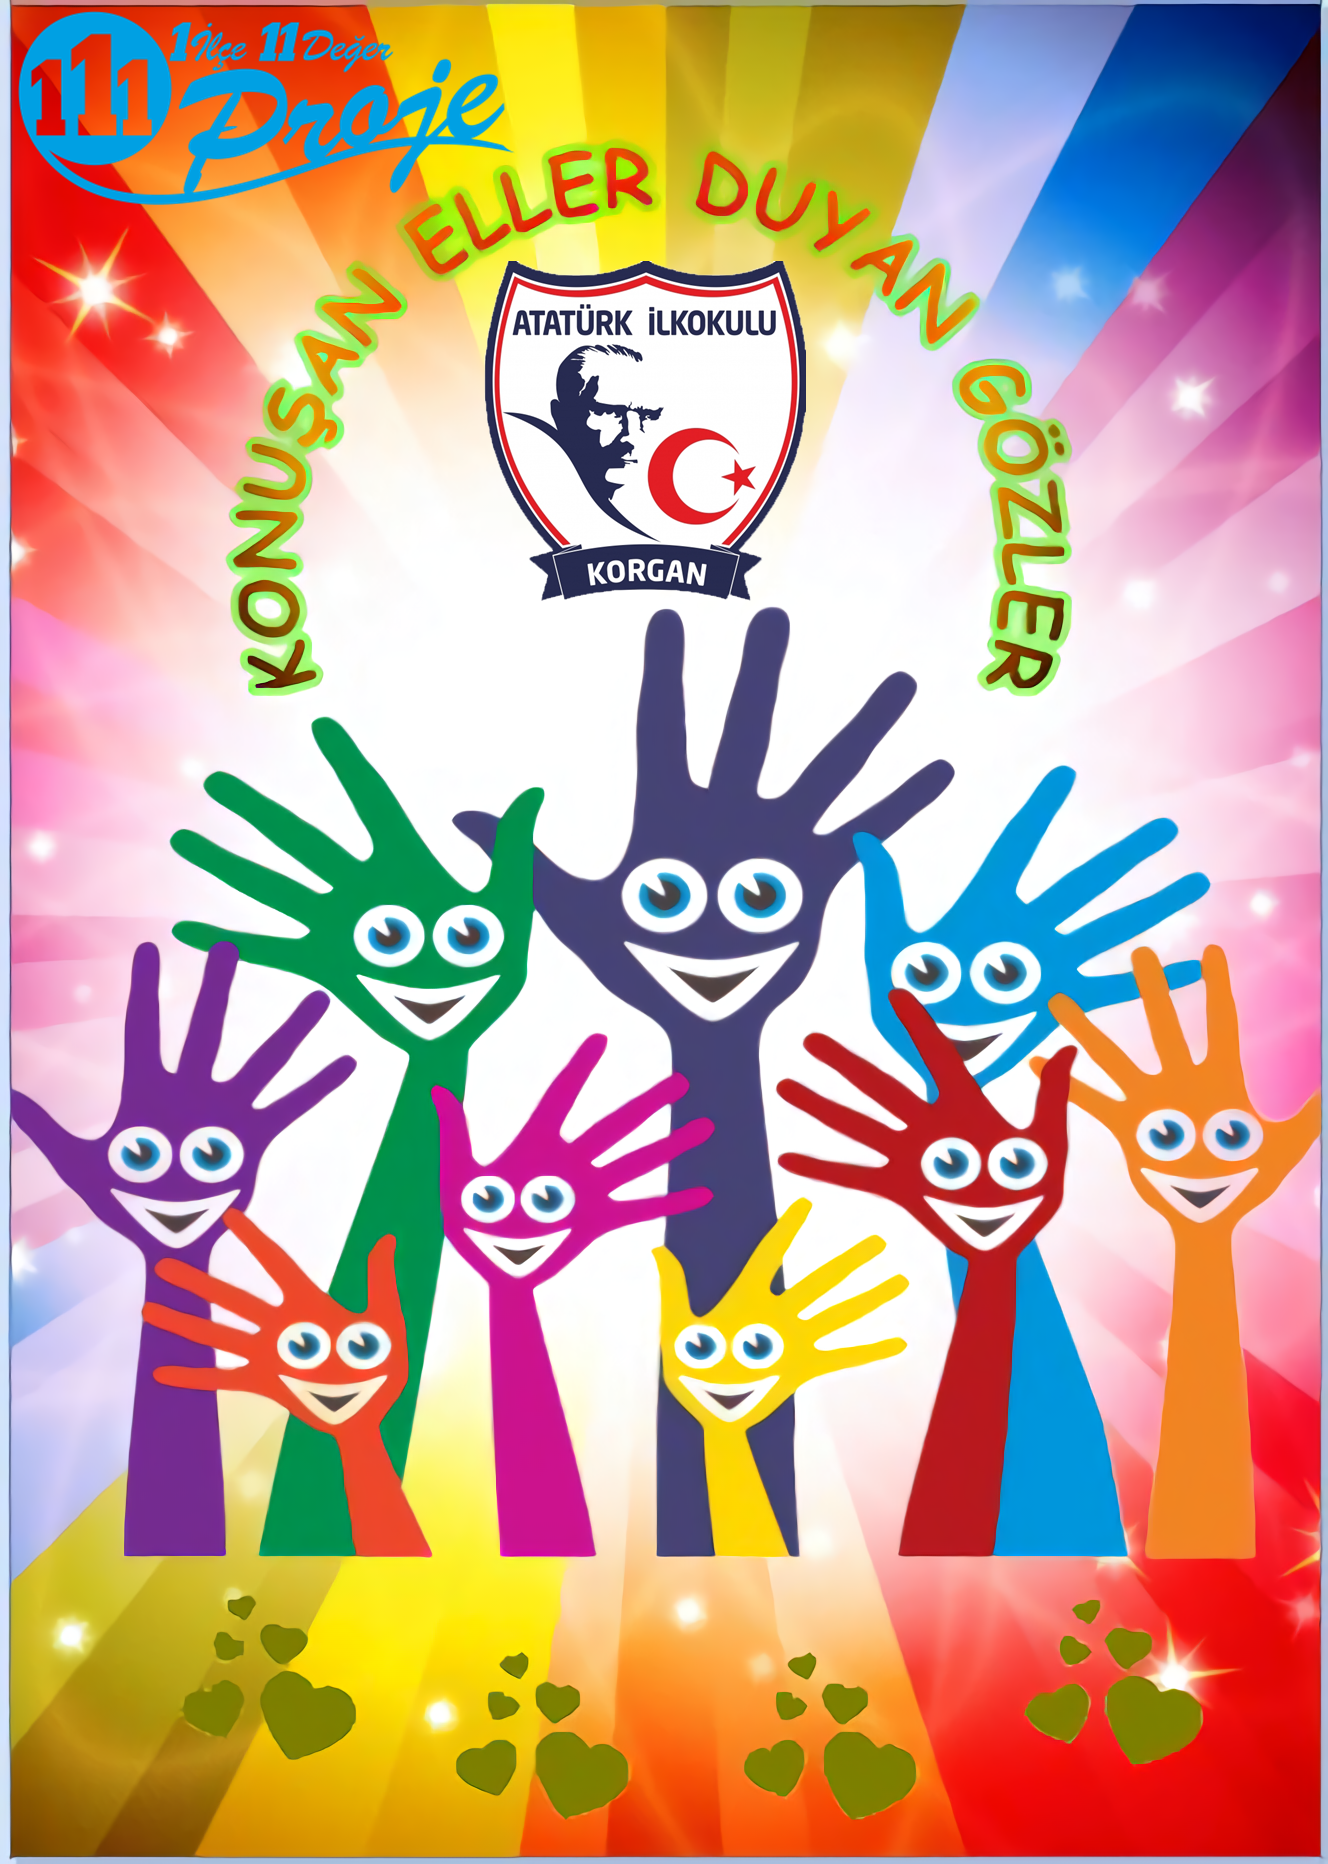 111
1 İlçe 11 Değer
Proje
KONUŞAN ELLER DUYAN GÖZLER
ATATÜRK İLKOKULU
KORGAN